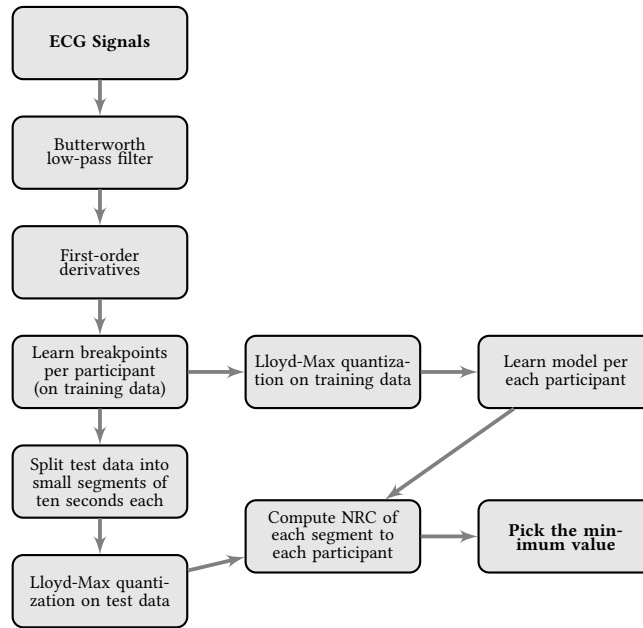 ECG Signals
Butterworth
low-pass filter
First-order
derivatives
Learn breakpoints
per participant
(on training data)
Lloyd-Max quantiza-
tion on training data
Learn model per
each participant
Split test data into
small segments of
ten seconds each
Compute NRC of
each segment to
each participant
Pick the min-
imum value
Lloyd-Max quanti-
zation on test data